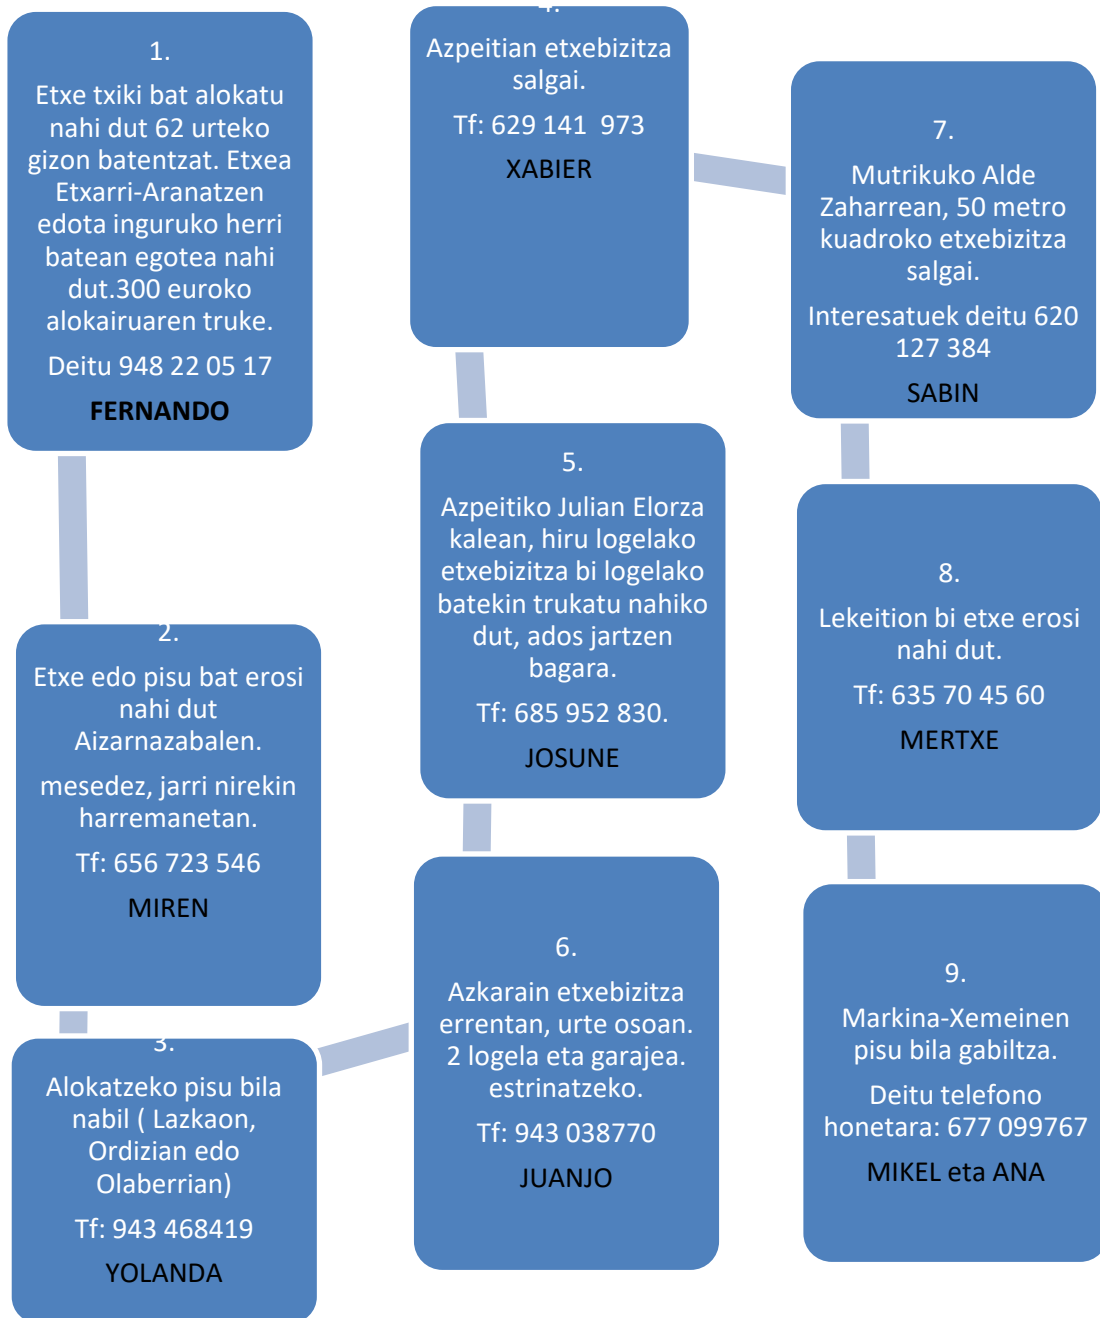 1.
Etxe txiki bat alokatu
nahi dut 62 urteko
gizon batentzat. Etxea
Etxarri-Aranatzen
edota inguruko herri
batean egotea nahi
dut.300 euroko
alokairuaren truke.
Deitu 948 22 05 17
FERNANDO
2.
Etxe edo pisu bat erosi
nahi dut
Aizarnazabalen.
mesedez, jarri nirekin
harremanetan.
Tf: 656 723 546
MIREN
3.
Alokatzeko pisu bila
nabil ( Lazkaon,
Ordizian edo
Olaberrian)
Tf: 943 468419
YOLANDA
4.
Azpeitian etxebizitza
salgai.
Tf: 629 141  973
XABIER
5.
Azpeitiko Julian Elorza
kalean, hiru logelako
etxebizitza bi logelako
batekin trukatu nahiko
dut, ados jartzen
bagara.
Tf: 685 952 830.
JOSUNE
6.
Azkarain etxebizitza
errentan, urte osoan.
2 logela eta garajea.
estrinatzeko.
Tf: 943 038770
JUANJO
7.
Mutrikuko Alde
Zaharrean, 50 metro
kuadroko etxebizitza
salgai.
Interesatuek deitu 620
127 384
SABIN
8.
Lekeition bi etxe erosi
nahi dut.
Tf: 635 70 45 60
MERTXE
9.
Markina-Xemeinen
pisu bila gabiltza.
Deitu telefono
honetara: 677 099767
MIKEL eta ANA